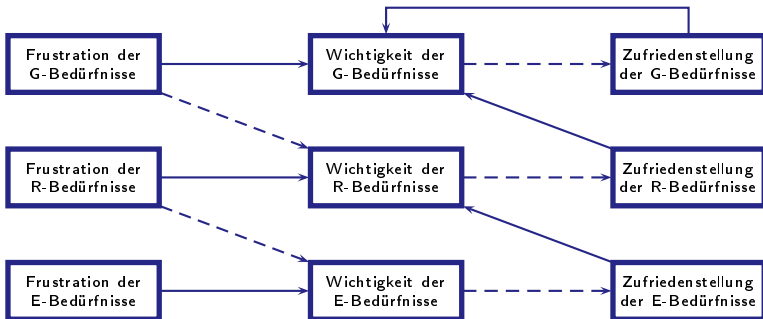 Frustration der
G-Bedürfnisse
Wichtigkeit der
G-Bedürfnisse
Zufriedenstellung
der G-Bedürfnisse
Frustration der
R-Bedürfnisse
Wichtigkeit der
R-Bedürfnisse
Zufriedenstellung
der R-Bedürfnisse
Frustration der
E-Bedürfnisse
Wichtigkeit der
E-Bedürfnisse
Zufriedenstellung
der E-Bedürfnisse